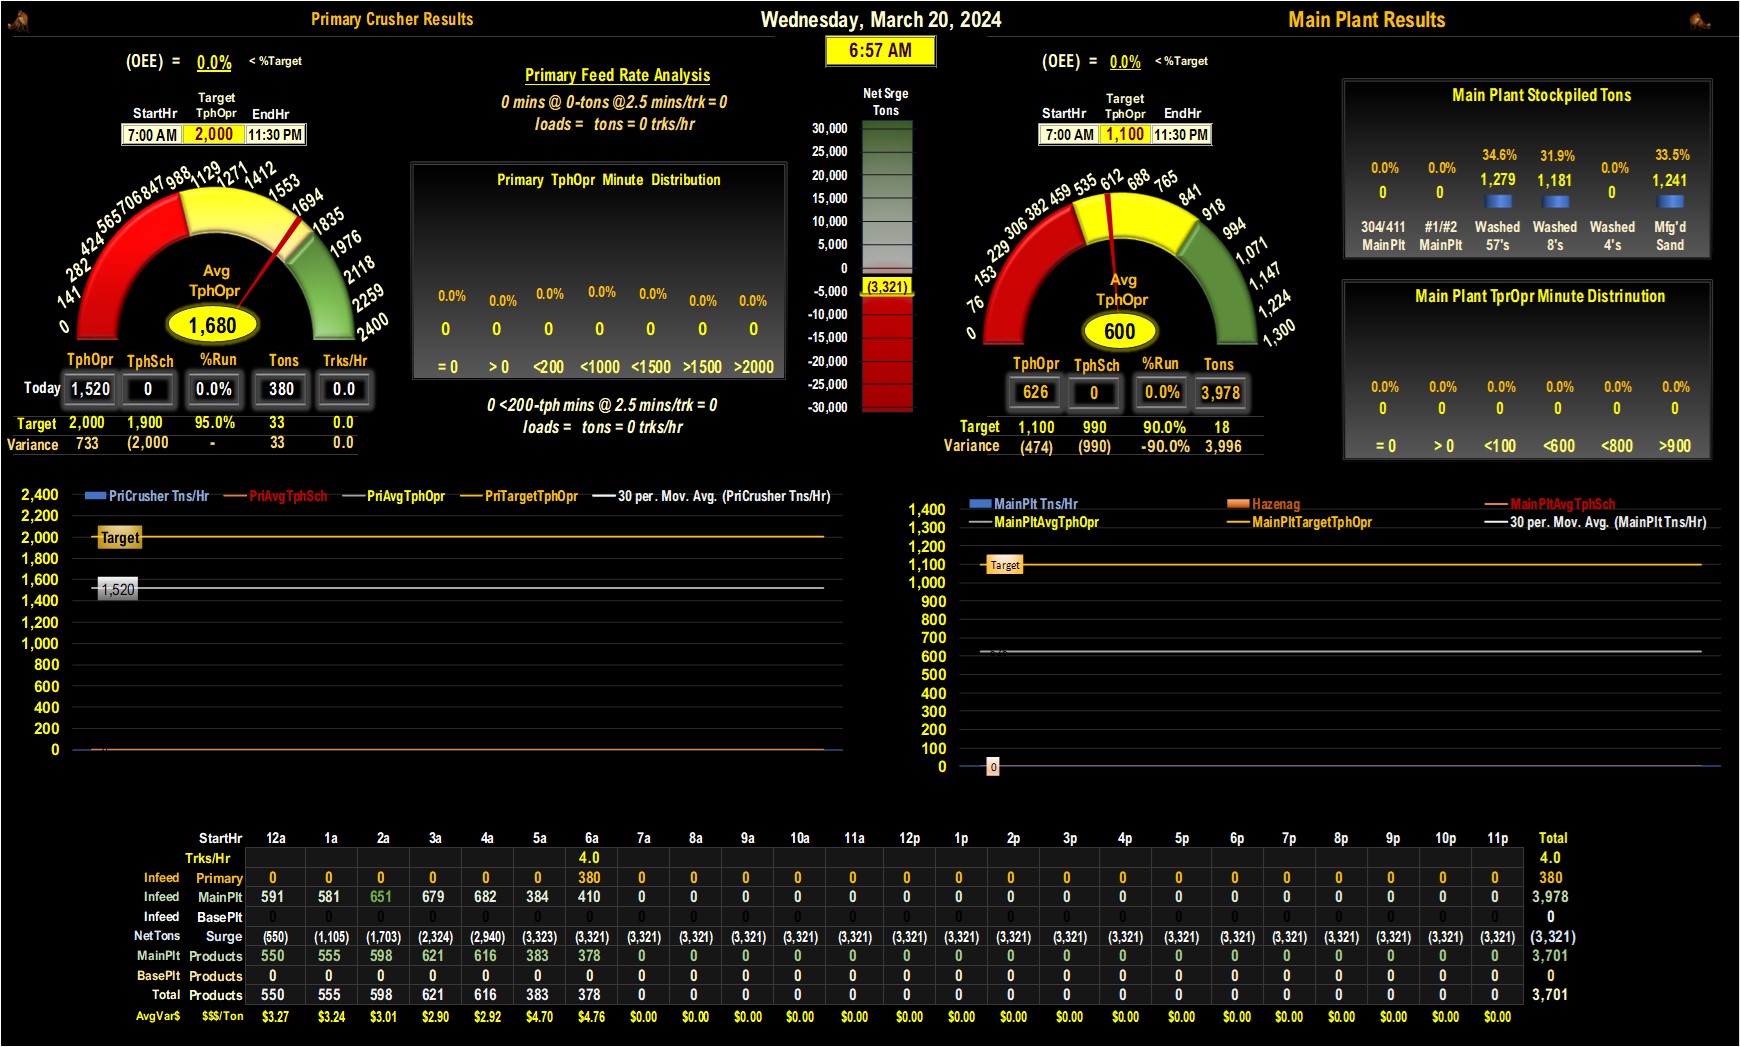 Primary Crusher Results
Wednesday, March 20, 2024
Main Plant Results
6:57 AM
(OEE) = 0.0% < %Target
StartHr Target TphOpr EndHr
7:00 AM 2,000 11:30 PM
0 141 282 424 565 706 847 988 1129 1271 1412 1553 1694 1835 1976 2118 2259 2400
Avg
TphOpr
1,680
TphOpr TphSch %Run Tons Trks/Hr
Today 1,520 0 0.0% 380 0.0
Target 2,000 1,900 95.0% 33 0.0
Variance 733 (2,000 - 33 0.0
Primary Feed Rate Analysis
0 mins @ 0-tons @2.5 mins/trk = 0
loads = tons = 0 trks/hr
Primary TphOpr Minute Distribution
0.0% 0.0% 0.0% 0.0% 0.0% 0.0% 0.0%
0 0 0 0 0 0 0
= 0 > 0 <200 <1000 <1500 >1500 >2000
0 <200-tph mins @ 2.5 mins/trk = 0
loads = tons = 0 trks/hr
Net Srge
Tons
30,000
25,000
20,000
15,000
10,000
5,000
0
(3,321)
-5,000
-10,000
-15,000
-20,000
-25,000
-30,000
(OEE) = 0.0% < %Target
StartHr Target TphOpr EndHr
7:00 AM 1,100 11:30 PM
0 76 153 229 306 382 459 535 612 688 765 841 918 994 1,071 1,147 1,224 1,300
Avg
TphOpr
600
TphOpr TphSch %Run Tons
626 0 0.0% 3,978
Target 1,100 990 90.0% 18
Variance (474) (990) -90.0% 3,996
Main Plant Stockpiled Tons
0.0% 0.0% 34.6% 31.9% 0.0% 33.5%
0 0 1,279 1,181 0 1,241
304/411 #1/#2 Washed Washed Washed Mfg'd
MainPlt MainPlt 57's 8's 4's Sand
Main Plant TprOpr Minute Distrinution
0.0% 0.0% 0.0% 0.0% 0.0% 0.0%
0 0 0 0 0 0
= 0 > 0 <100 <600 <800 >900
PriCrusher Tns/Hr PriAvgTphSch PriAvgTphOpr PriTargetTphOpr 30 per. Mov. Avg. (PriCrusher Tns/Hr)
2,400
2,200
2,000
1,800
1,600
1,400
1,200
1,000
800
600
400
200
0
Target
1,520
MainPlt Tns/Hr Hazenag MainPltAvgTphSch
MainPltAvgTphOpr MainPltTargetTphOpr 30 per. Mov. Avg. (MainPlt Tns/Hr)
1,400
1,300
1,200
1,100
1,000
900
800
700
600
500
400
300
200
100
0
Target
0
StartHr 12a 1a 2a 3a 4a 5a 6a 7a 8a 9a 10a 11a 12p 1p 2p 3p 4p 5p 6p 7p 8p 9p 10p 11p Total
Trks/Hr 4.0 4.0
Infeed Primary 0 0 0 0 0 0 380 0 0 0 0 0 0 0 0 0 0 0 0 0 0 0 0 0 380
Infeed MainPlt 591 581 651 679 682 384 410 0 0 0 0 0 0 0 0 0 0 0 0 0 0 0 0 0 3,978
Infeed BasePlt 0 0 0 0 0 0 0 0 0 0 0 0 0 0 0 0 0 0 0 0 0 0 0 0 0
NetTons Surge (550) (1,105) (1,703) (2,324) (2,940) (3,323) (3,321) (3,321) (3,321) (3,321) (3,321) (3,321) (3,321) (3,321) (3,321) (3,321) (3,321) (3,321) (3,321) (3,321) (3,321) (3,321) (3,321) (3,321) (3,321)
MainPlt Products 550 555 598 621 616 383 378 0 0 0 0 0 0 0 0 0 0 0 0 0 0 0 0 0 3,701
BasePlt Products 0 0 0 0 0 0 0 0 0 0 0 0 0 0 0 0 0 0 0 0 0 0 0 0 0
Total Products 550 555 598 621 616 383 378 0 0 0 0 0 0 0 0 0 0 0 0 0 0 0 0 0 3,701
AvgVar$ $$$/Ton $3.27 $3.24 $3.01 $2.90 $2.92 $4.70 $4.76 $0.00 $0.00 $0.00 $0.00 $0.00 $0.00 $0.00 $0.00 $0.00 $0.00 $0.00 $0.00 $0.00 $0.00 $0.00 $0.00 $0.00